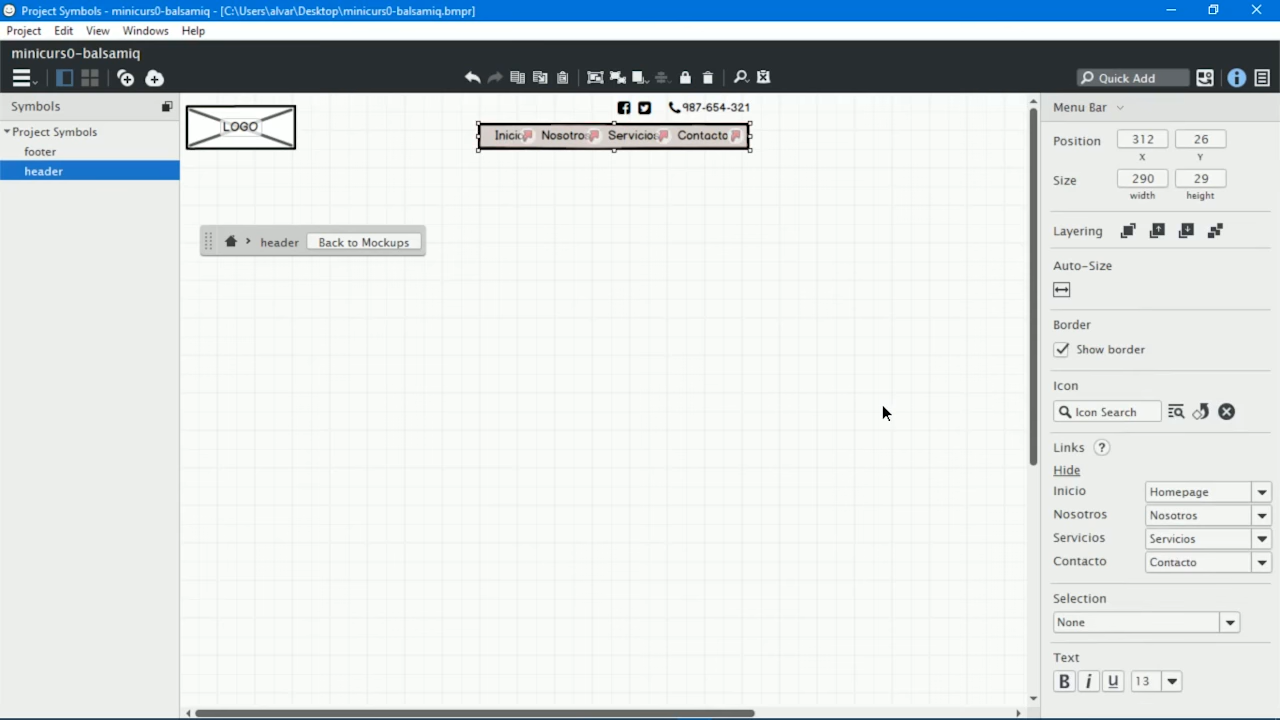 Project Symbols - minicurs0-balsamiq - [C:\Users\alvar\Desktop\minicurs0-balsamiq.bmpr]
Project Edit View Windows Help
minicurs0-balsamiq
Quick Add
Symbols
Project Symbols
footer
header
LOGO
987-654-321
Inicio Nosotros Servicios Contacto
header Back to Mockups
Menu Bar
Position 312 26
X Y
Size 290 29
width height
Layering
Auto-Size
Border
Show border
Icon
Icon Search
Links ?
Hide
Inicio Homepage
Nosotros Nosotros
Servicios Servicios
Contacto Contacto
Selection
None
Text
B i U 13